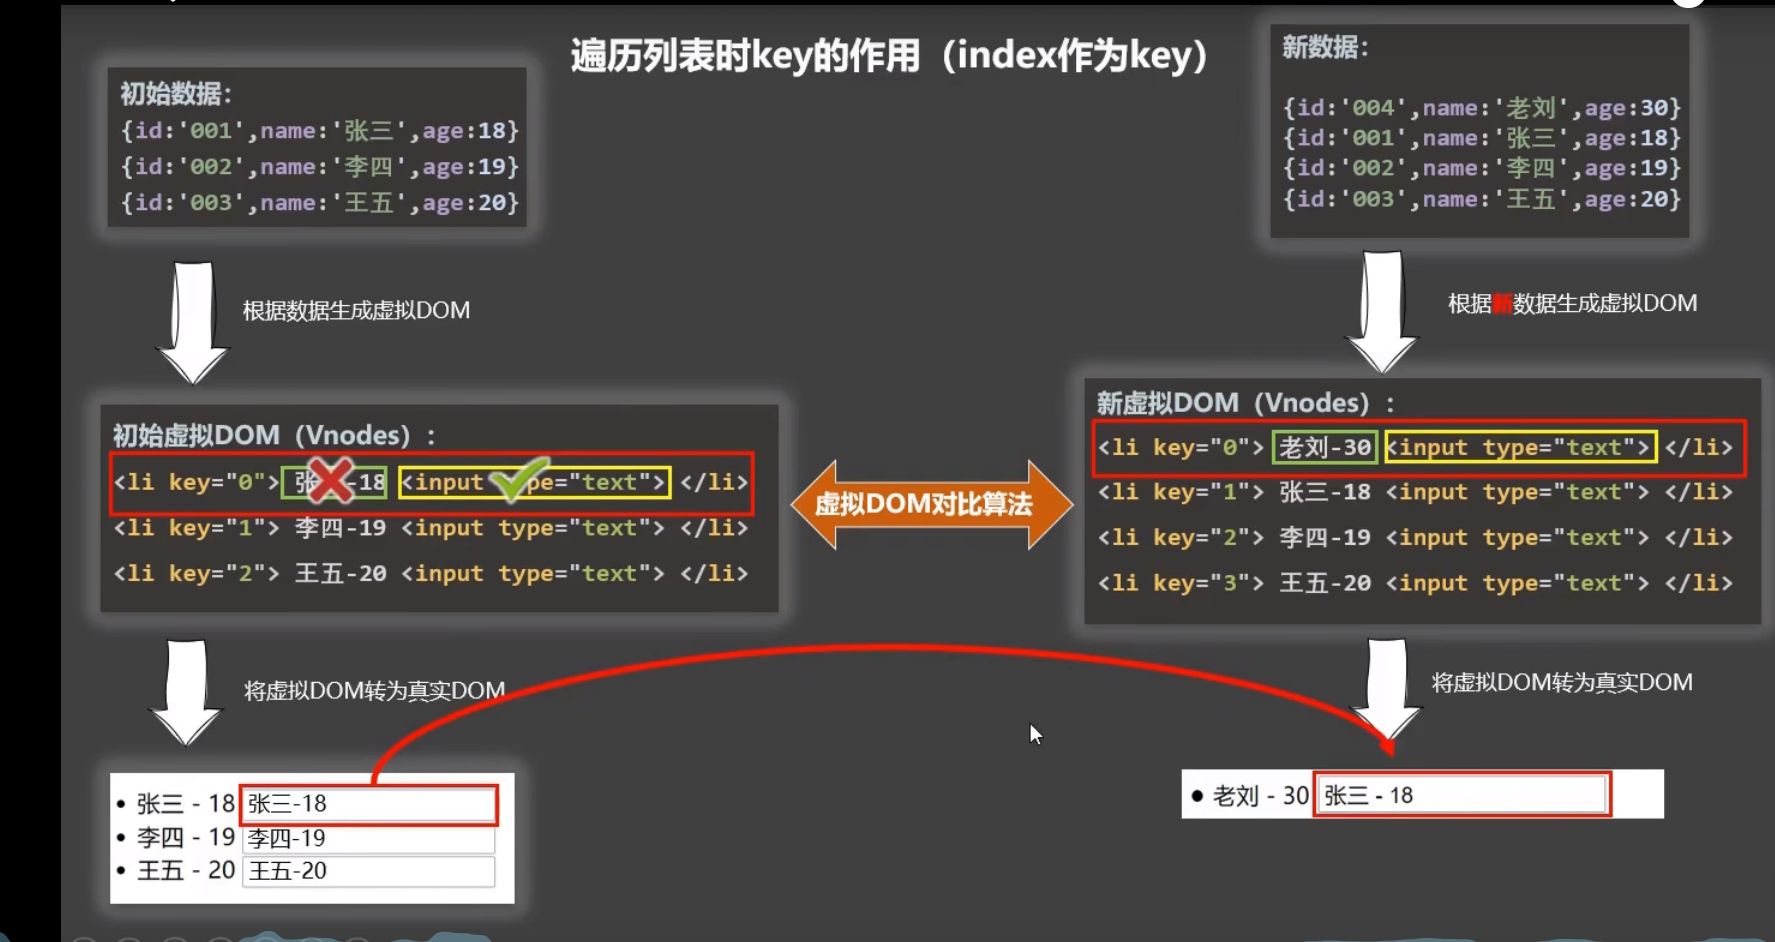 遍历列表时key的作用（index作为key）
初始数据：
{id:'001',name:'张三',age:18}
{id:'002',name:'李四',age:19}
{id:'003',name:'王五',age:20}
根据数据生成虚拟DOM
初始虚拟DOM（Vnodes）：
<li key="0"> 张-18 <input type="text"> </li>
<li key="1"> 李四-19 <input type="text"> </li>
<li key="2"> 王五-20 <input type="text"> </li>
将虚拟DOM转为真实DOM
• 张三 - 18 张三-18
• 李四 - 19 李四-19
• 王五 - 20 王五-20
虚拟DOM对比算法
新数据：
{id:'004',name:'老刘',age:30}
{id:'001',name:'张三',age:18}
{id:'002',name:'李四',age:19}
{id:'003',name:'王五',age:20}
根据新数据生成虚拟DOM
新虚拟DOM（Vnodes）：
<li key="0"> 老刘-30 <input type="text"> </li>
<li key="1"> 张三-18 <input type="text"> </li>
<li key="2"> 李四-19 <input type="text"> </li>
<li key="3"> 王五-20 <input type="text"> </li>
将虚拟DOM转为真实DOM
• 老刘 - 30 张三 - 18